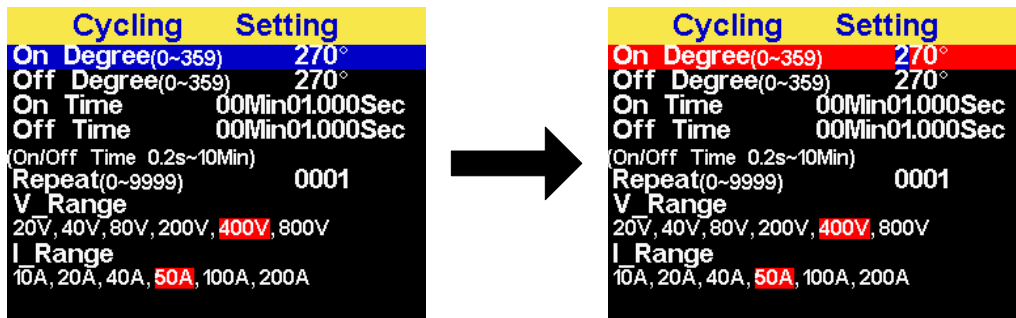 Cycling Setting
On Degree(0~359) 270°
Off Degree(0~359) 270°
On Time 00Min01.000Sec
Off Time 00Min01.000Sec
(On/Off Time 0.2s~10Min)
Repeat(0~9999) 0001
V_Range
20V, 40V, 80V, 200V, 400V, 800V
I_Range
10A, 20A, 40A, 50A, 100A, 200A
Cycling Setting
On Degree(0~359) 270°
Off Degree(0~359) 270°
On Time 00Min01.000Sec
Off Time 00Min01.000Sec
(On/Off Time 0.2s~10Min)
Repeat(0~9999) 0001
V_Range
20V, 40V, 80V, 200V, 400V, 800V
I_Range
10A, 20A, 40A, 50A, 100A, 200A